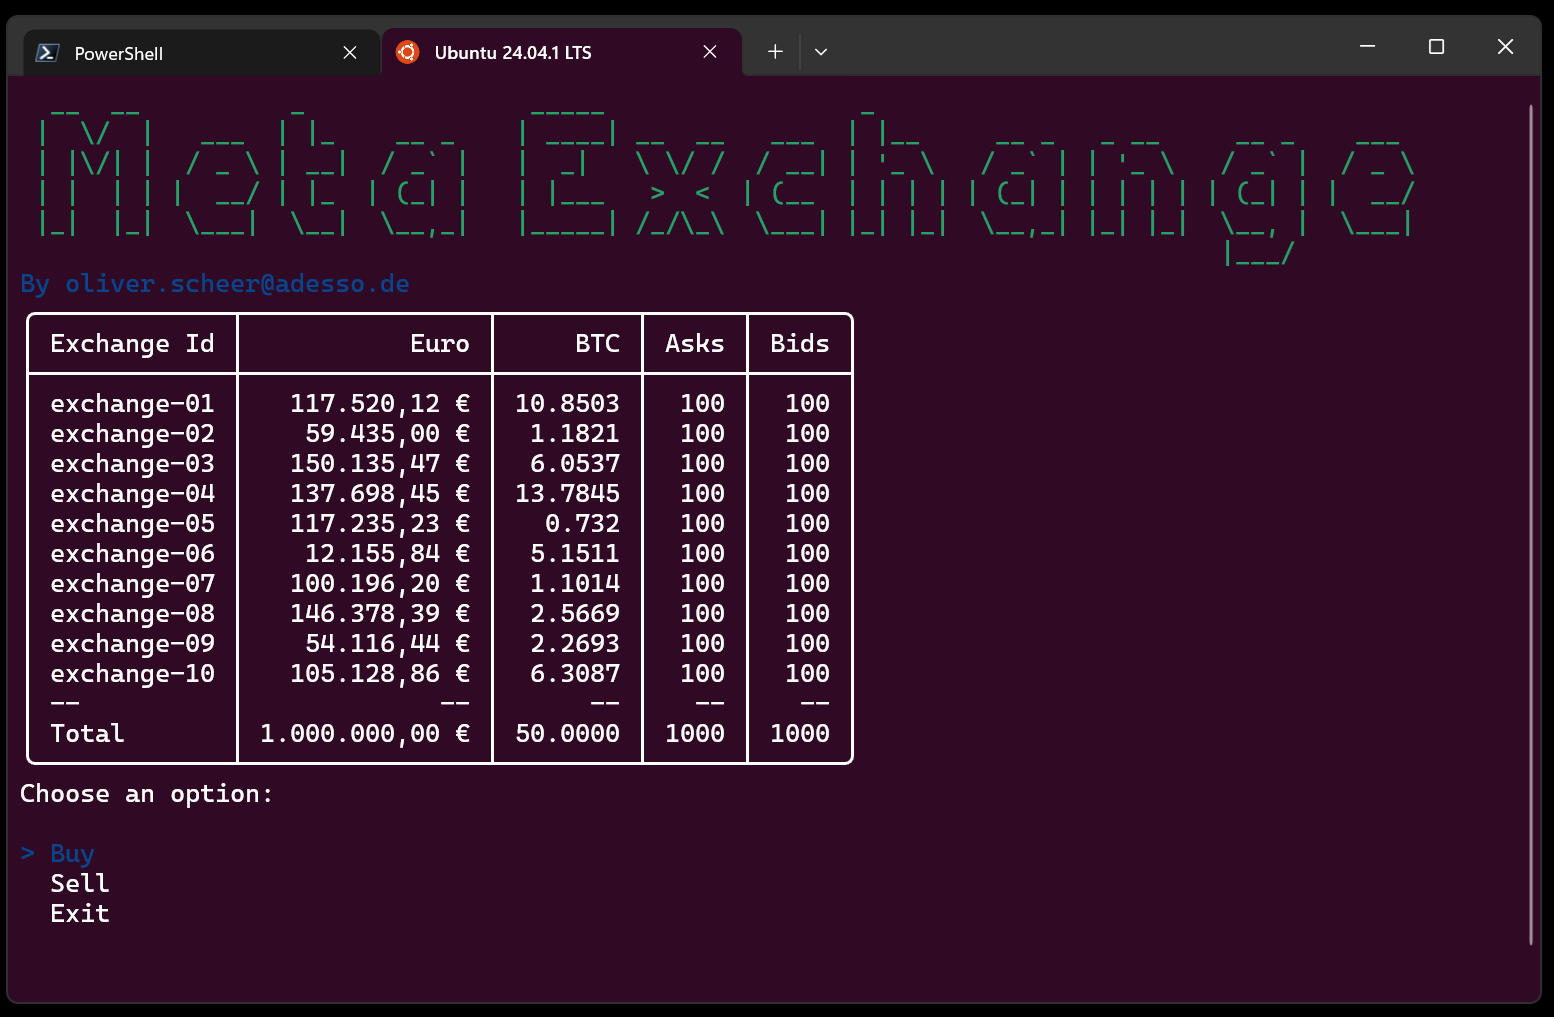 PowerShell
Ubuntu 24.04.1 LTS
Meta Exchange
By oliver.scheer@adesso.de
Exchange Id Euro BTC Asks Bids
exchange-01 117.520,12 € 10.8503 100 100
exchange-02 59.435,00 € 1.1821 100 100
exchange-03 150.135,47 € 6.0537 100 100
exchange-04 137.698,45 € 13.7845 100 100
exchange-05 117.235,23 € 0.732 100 100
exchange-06 12.155,84 € 5.1511 100 100
exchange-07 100.196,20 € 1.1014 100 100
exchange-08 146.378,39 € 2.5669 100 100
exchange-09 54.116,44 € 2.2693 100 100
exchange-10 105.128,86 € 6.3087 100 100
-- -- -- -- --
Total 1.000.000,00 € 50.0000 1000 1000
Choose an option:
> Buy
Sell
Exit